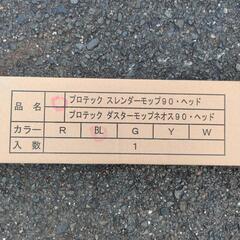 品名
プロテック スレンダーモップ90・ヘッド
プロテック ダスターモップネオス90・ヘッド
カラー R BL G Y W
入数 1